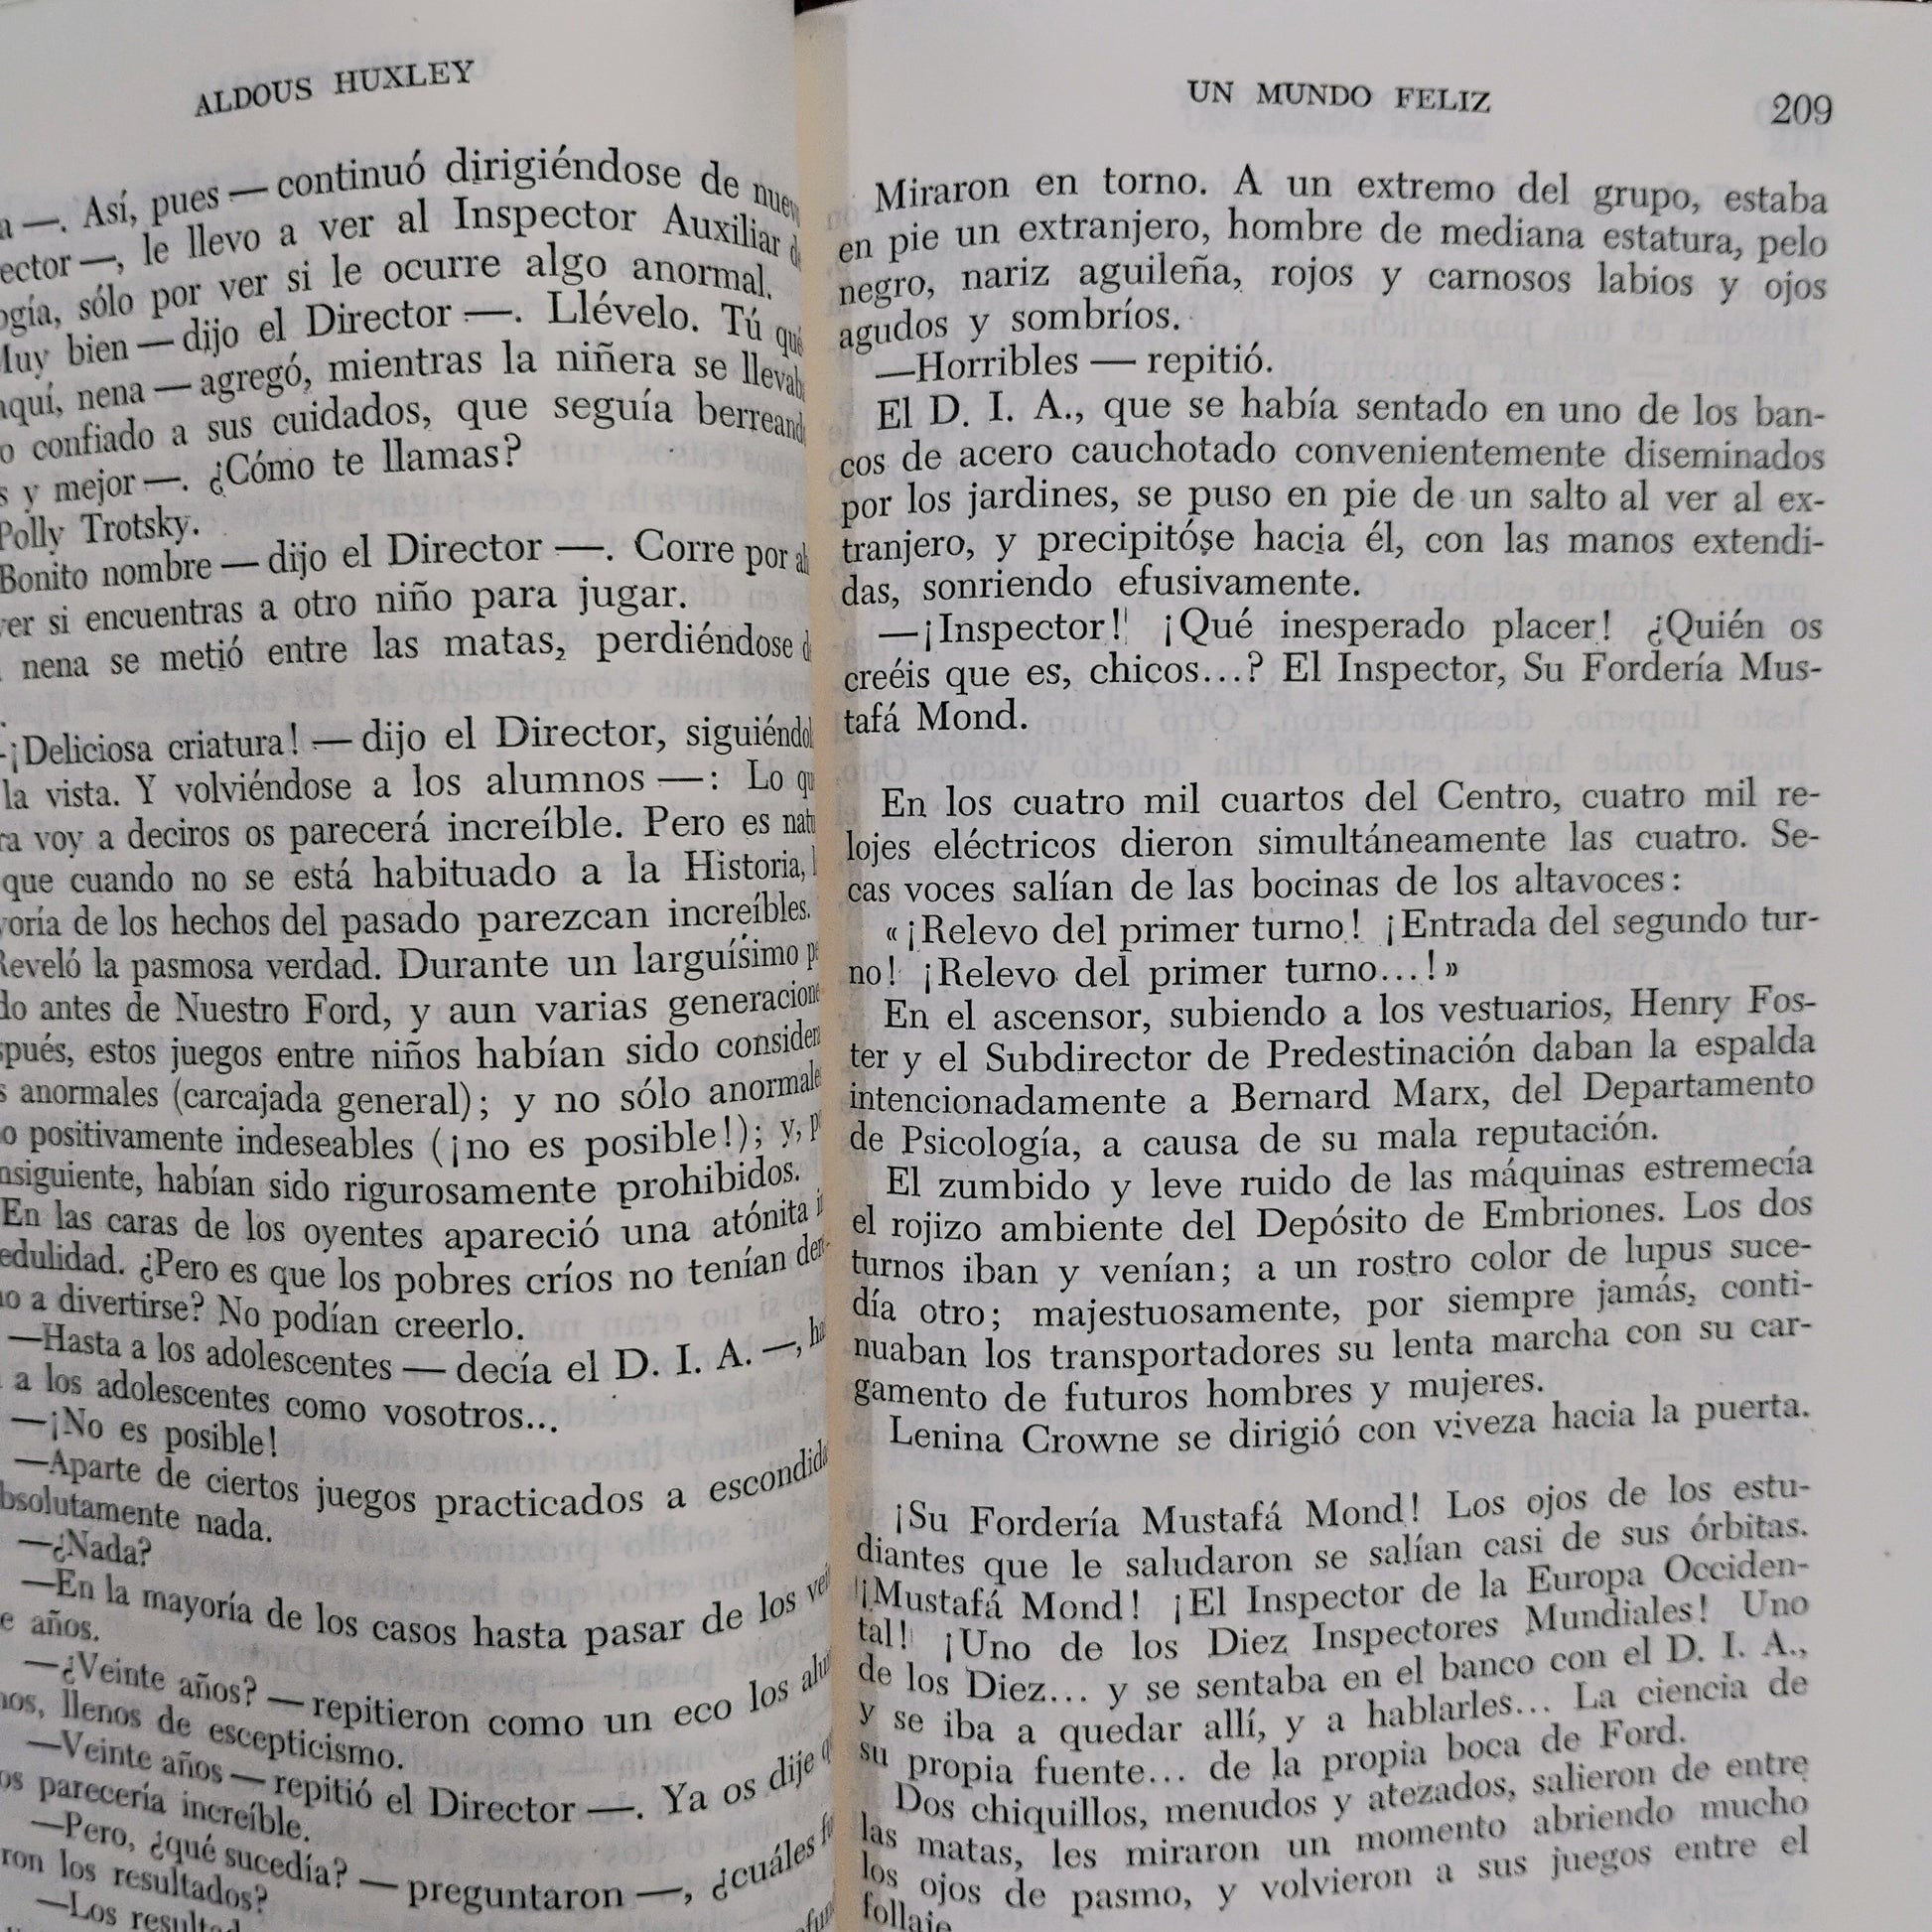 ALDOUS HUXLEY
—. Así, pues — continuó dirigiéndose de
—, le llevo a ver al Inspector Auxiliar
sólo por ver si le ocurre algo anormal.
bien — dijo el Director —. Llévelo. Tú
nena — agregó, mientras la niñera se
confiado a sus cuidados, que seguía
y mejor —. ¿Cómo te llamas?
Polly Trotsky.
Bonito nombre — dijo el Director —. Corre por
si encuentras a otro niño para jugar.
nena se metió entre las matas, perdiéndose
¡Deliciosa criatura! — dijo el Director,
la vista. Y volviéndose a los alumnos —: Lo
voy a deciros os parecerá increíble. Pero es
que cuando no se está habituado a la Historia,
de los hechos del pasado parezcan increíbles.
Reveló la pasmosa verdad. Durante un larguísimo
antes de Nuestro Ford, y aun varias
estos juegos entre niños habían sido
anormales (carcajada general); y no sólo
positivamente indeseables (¡no es posible!); y,
habían sido rigurosamente prohibidos.
En las caras de los oyentes apareció una atónita
¿Pero es que los pobres críos no tenían
a divertirse? No podían creerlo.
—Hasta a los adolescentes — decía el D. I. A. —,
a los adolescentes como vosotros...
—¡No es posible!
—Aparte de ciertos juegos practicados a
absolutamente nada.
—¿Nada?
—En la mayoría de los casos hasta pasar de los
años.
—¿Veinte años? — repitieron como un eco los
llenos de escepticismo.
—Veinte años — repitió el Director —. Ya os dije
parecería increíble.
—Pero, ¿qué sucedía? — preguntaron —, ¿cuáles
los resultados?
—Los
UN MUNDO FELIZ 209
Miraron en torno. A un extremo del grupo, estaba
en pie un extranjero, hombre de mediana estatura, pelo
negro, nariz aguileña, rojos y carnosos labios y ojos
agudos y sombríos.
—Horribles — repitió.
El D. I. A., que se había sentado en uno de los ban-
cos de acero cauchotado convenientemente diseminados
por los jardines, se puso en pie de un salto al ver al ex-
tranjero, y precipitóse hacia él, con las manos extendi-
das, sonriendo efusivamente.
—¡Inspector! ¡Qué inesperado placer! ¿Quién os
creéis que es, chicos...? El Inspector, Su Fordería Mus-
tafá Mond.
En los cuatro mil cuartos del Centro, cuatro mil re-
lojes eléctricos dieron simultáneamente las cuatro. Se-
cas voces salían de las bocinas de los altavoces:
«¡Relevo del primer turno! ¡Entrada del segundo tur-
no! ¡Relevo del primer turno...!»
En el ascensor, subiendo a los vestuarios, Henry Fos-
ter y el Subdirector de Predestinación daban la espalda
intencionadamente a Bernard Marx, del Departamento
de Psicología, a causa de su mala reputación.
El zumbido y leve ruido de las máquinas estremecía
el rojizo ambiente del Depósito de Embriones. Los dos
turnos iban y venían; a un rostro color de lupus suce-
día otro; majestuosamente, por siempre jamás, conti-
nuaban los transportadores su lenta marcha con su car-
gamento de futuros hombres y mujeres.
Lenina Crowne se dirigió con viveza hacia la puerta.
¡Su Fordería Mustafá Mond! Los ojos de los estu-
diantes que le saludaron se salían casi de sus órbitas.
¡Mustafá Mond! ¡El Inspector de la Europa Occiden-
tal! ¡Uno de los Diez Inspectores Mundiales! Uno
de los Diez... y se sentaba en el banco con el D. I. A.,
y se iba a quedar allí, y a hablarles... La ciencia de
su propia fuente... de la propia boca de Ford.
Dos chiquillos, menudos y atezados, salieron de entre
las matas, les miraron un momento abriendo mucho
los ojos de pasmo, y volvieron a sus juegos entre el
follaje